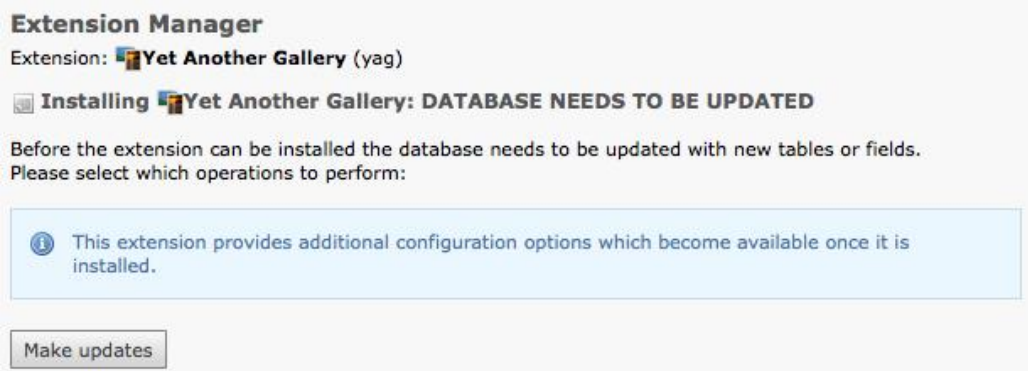 Extension Manager
Extension: Yet Another Gallery (yag)
Installing Yet Another Gallery: DATABASE NEEDS TO BE UPDATED
Before the extension can be installed the database needs to be updated with new tables or fields.
Please select which operations to perform:
This extension provides additional configuration options which become available once it is
installed.
Make updates